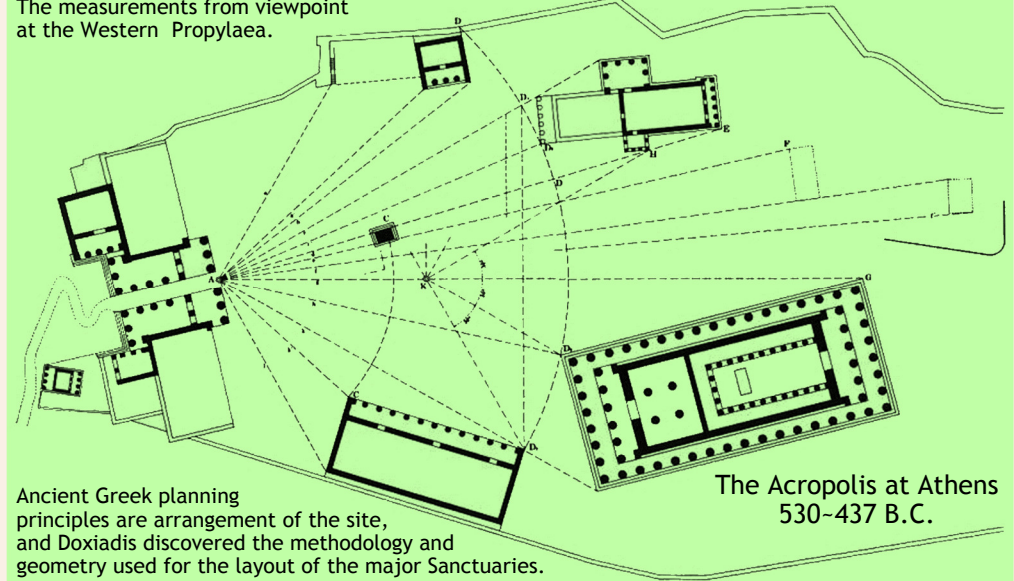 The measurements from viewpoint
at the Western Propylaea.
D
D.
E
H
D.
F
D
C
A
K
G
D.
C
D.
The Acropolis at Athens
530~437 B.C.
Ancient Greek planning
principles are arrangement of the site,
and Doxiadis discovered the methodology and
geometry used for the layout of the major Sanctuaries.